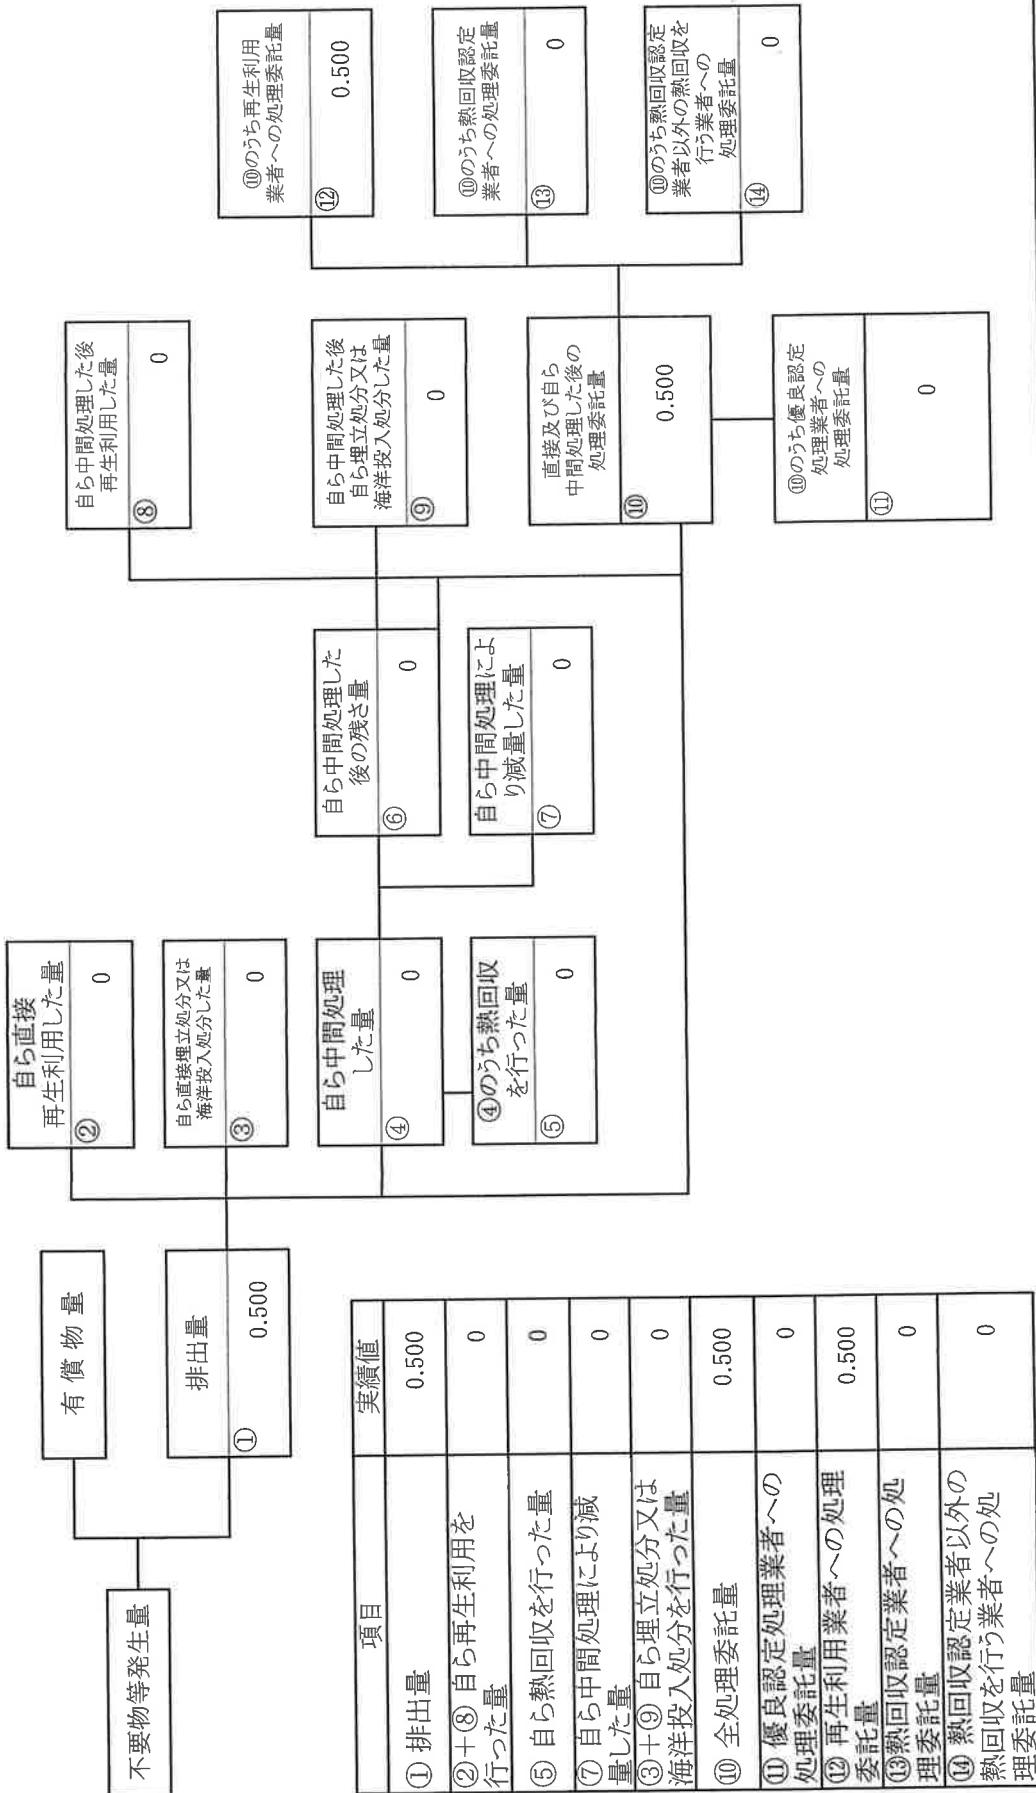 不要物等発生量
有償物量
排出量
①
0.500
自ら直接
再生利用した量
②
0
自ら直接埋立処分又は
海洋投入処分した量
③
0
自ら中間処理
した量
④
0
④のうち熱回収
を行った量
⑤
0
自ら中間処理した
後の残さ量
⑥
0
自ら中間処理によ
り減量した量
⑦
0
自ら中間処理した後
再生利用した量
⑧
0
自ら中間処理した後
自ら埋立処分又は
海洋投入処分した量
⑨
0
直接及び自ら
中間処理した後の
処理委託量
⑩
0.500
⑩のうち優良認定
処理業者への
処理委託量
⑪
0
⑩のうち再生利用
業者への処理委託量
⑫
0.500
⑩のうち熱回収認定
業者への処理委託量
⑬
0
⑩のうち熱回収認定
業者以外の熱回収を
行う業者への
処理委託量
⑭
0
項目 実績値
① 排出量 0.500
②+⑧ 自ら再生利用を
行った量 0
⑤ 自ら熱回収を行った量 0
⑦ 自ら中間処理により減
量した量 0
③+⑨ 自ら埋立処分又は
海洋投入処分を行った量 0
⑩ 全処理委託量 0.500
⑪ 優良認定処理業者への
処理委託量 0
⑫ 再生利用業者への処理
委託量 0.500
⑬熱回収認定業者への処
理委託量 0
⑭ 熱回収認定業者以外の
熱回収を行う業者への処
理委託量 0